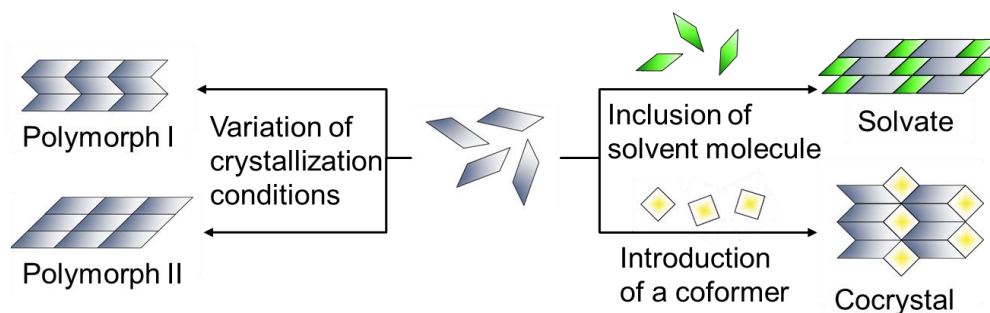 Polymorph I
Variation of
crystallization
conditions
Polymorph II
Inclusion of
solvent molecule
Solvate
Introduction
of a coformer
Cocrystal